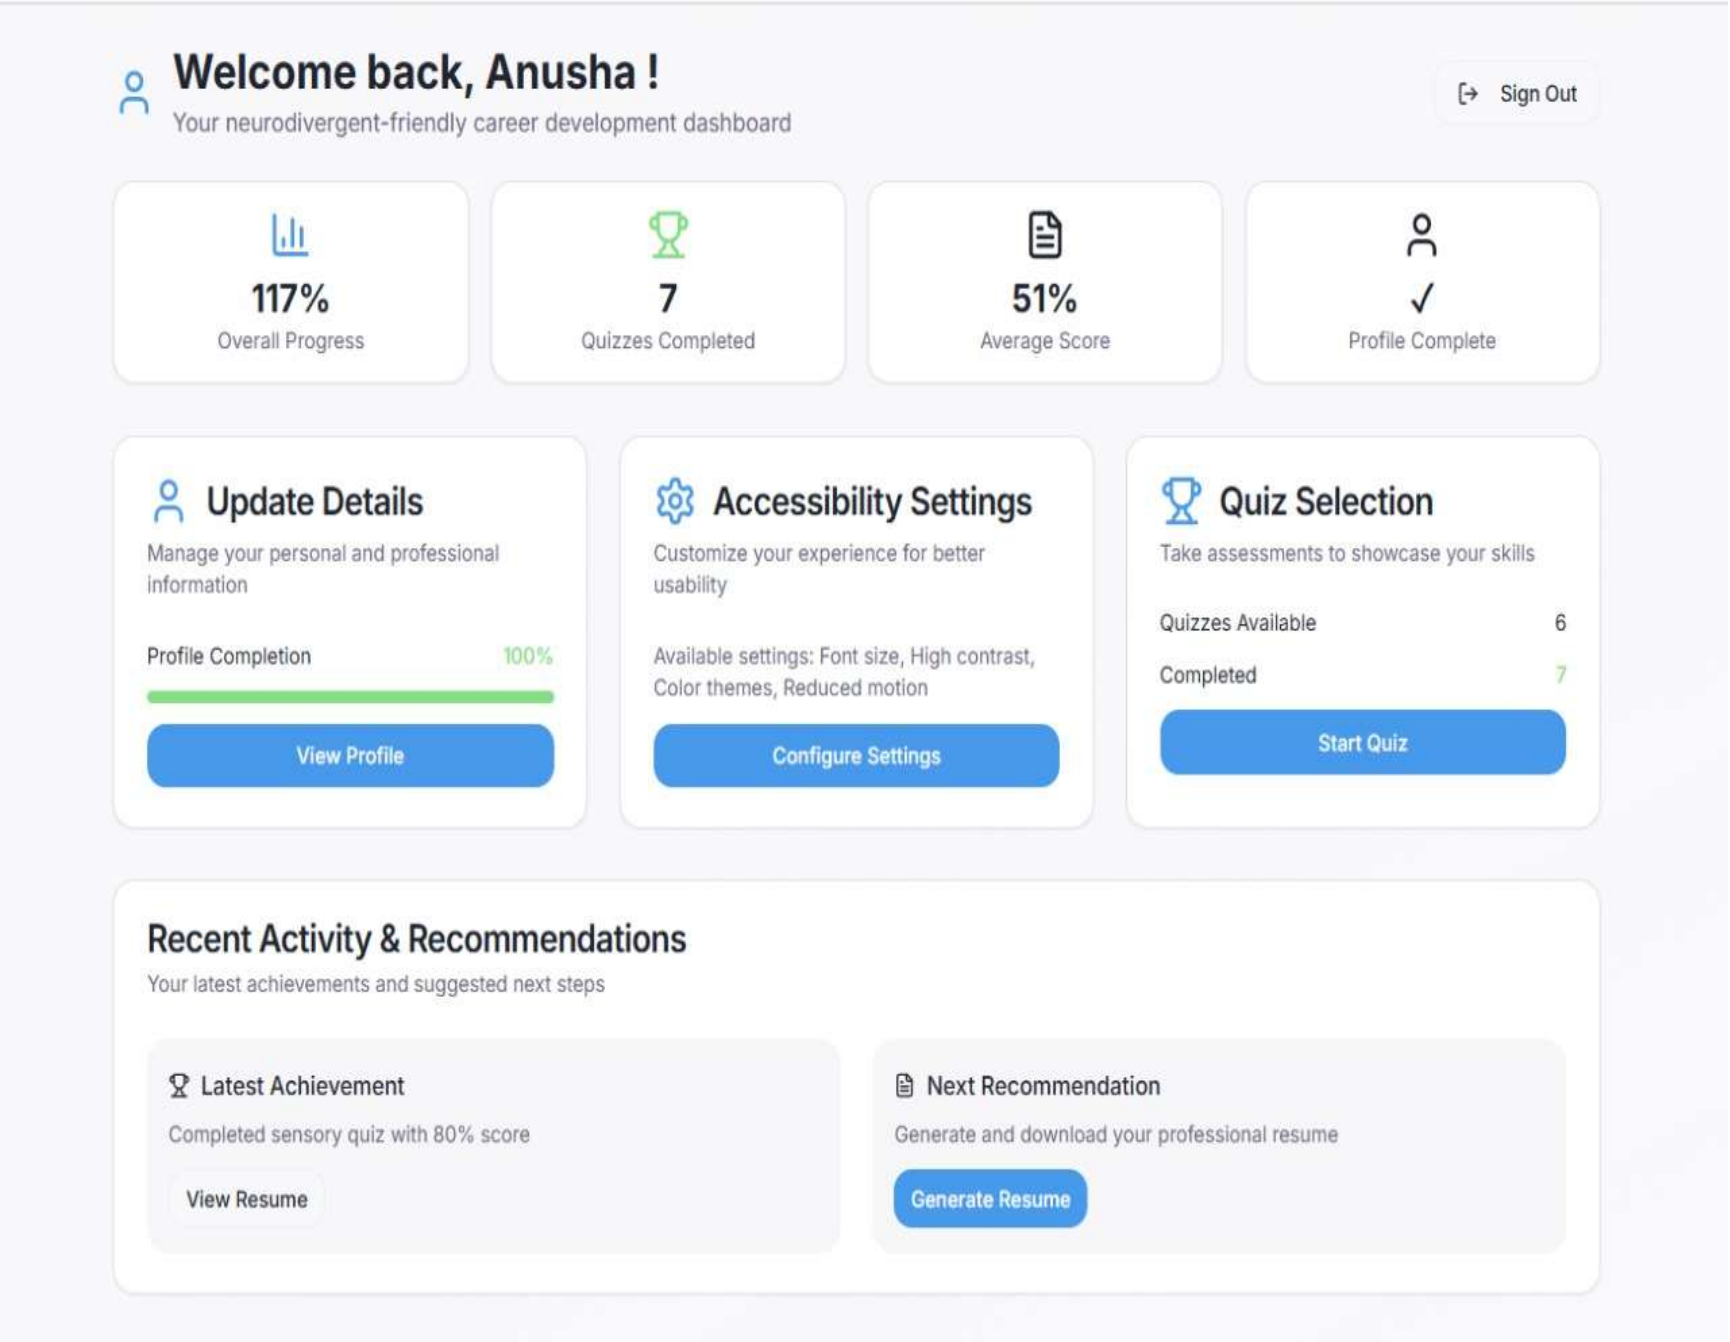 Welcome back, Anusha !
Your neurodivergent-friendly career development dashboard
Sign Out
117%
Overall Progress
7
Quizzes Completed
51%
Average Score
✓
Profile Complete
Update Details
Manage your personal and professional
information
Profile Completion 100%
View Profile
Accessibility Settings
Customize your experience for better
usability
Available settings: Font size, High contrast,
Color themes, Reduced motion
Configure Settings
Quiz Selection
Take assessments to showcase your skills
Quizzes Available 6
Completed 7
Start Quiz
Recent Activity & Recommendations
Your latest achievements and suggested next steps
Latest Achievement
Completed sensory quiz with 80% score
View Resume
Next Recommendation
Generate and download your professional resume
Generate Resume